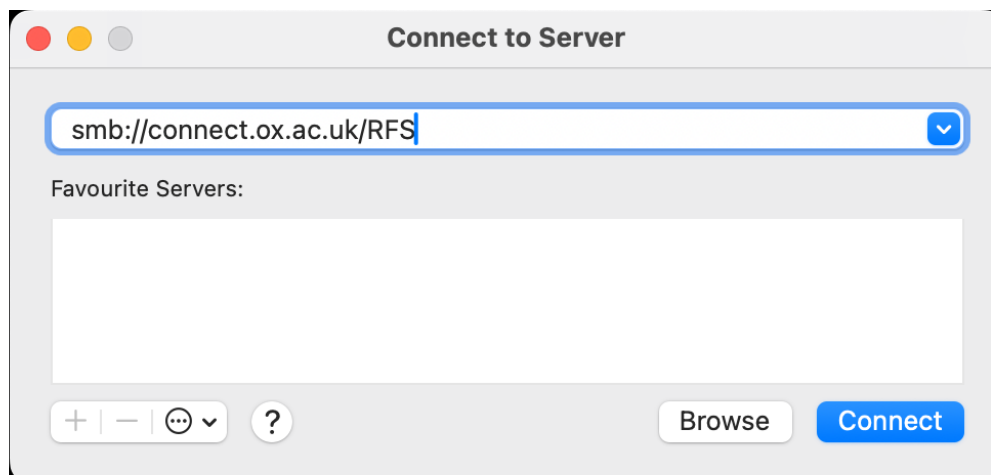 Connect to Server
smb://connect.ox.ac.uk/RFS
Favourite Servers:
? Browse Connect